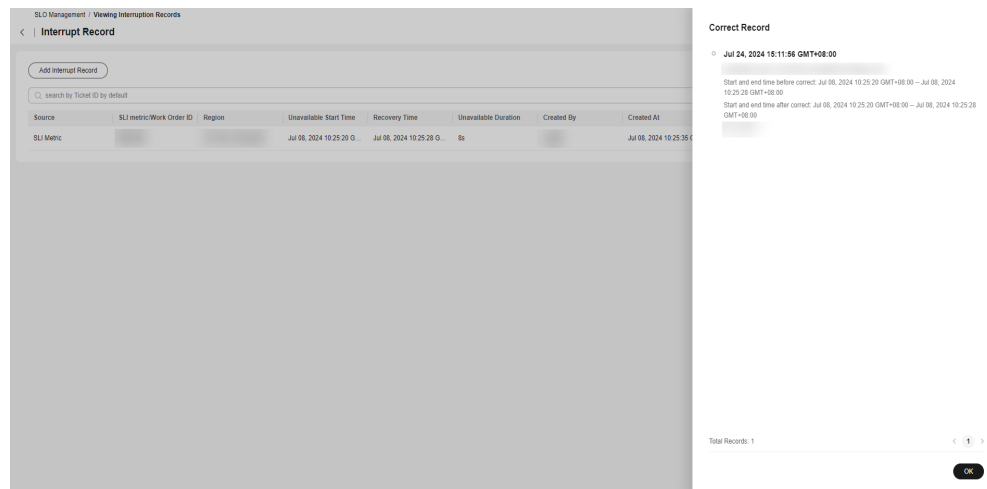 SLO Management / Viewing Interruption Records
< | Interrupt Record
Add Interrupt Record
search by Ticket ID by default
Source SLI metric/Work Order ID Region Unavailable Start Time Recovery Time Unavailable Duration Created By Created At
SLI Metric Jul 08, 2024 10:25:20 G... Jul 08, 2024 10:25:28 G... 8s Jul 08, 2024 10:25:35 G
Correct Record
Jul 24, 2024 15:11:56 GMT+08:00
Start and end time before correct: Jul 08, 2024 10:25:20 GMT+08:00 – Jul 08, 2024
10:25:28 GMT+08:00
Start and end time after correct: Jul 08, 2024 10:25:20 GMT+08:00 – Jul 08, 2024 10:25:28
GMT+08:00
Total Records: 1
< 1 >
OK